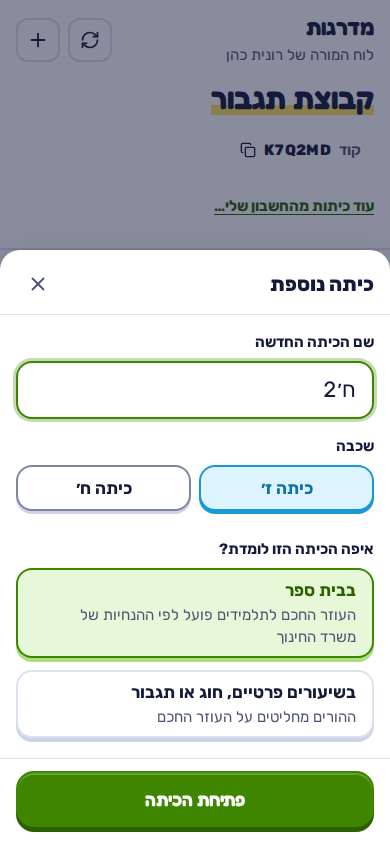 מדרגות
לוח המורה של רונית כהן
קבוצת תגבור
קוד K7Q2MD
עוד כיתות מהחשבון שלי...
כיתה נוספת
שם הכיתה החדשה
ח׳2
שכבה
כיתה ז׳
כיתה ח׳
איפה הכיתה הזו לומדת?
בבית ספר
העוזר החכם לתלמידים פועל לפי ההנחיות של
משרד החינוך
בשיעורים פרטיים, חוג או תגבור
ההורים מחליטים על העוזר החכם
פתיחת הכיתה